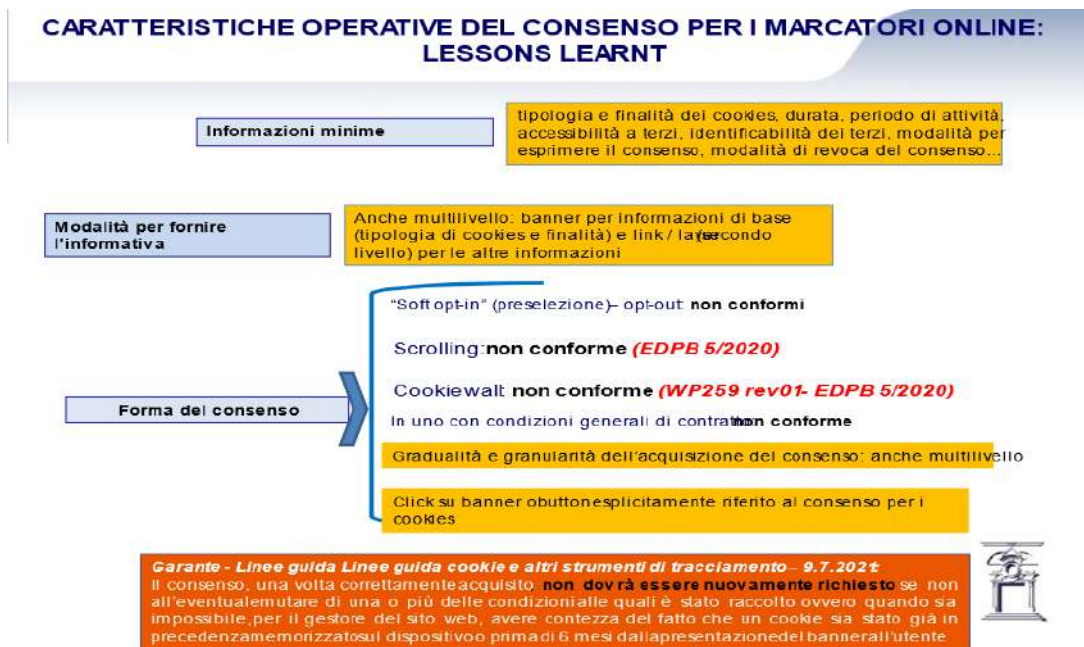 CARATTERISTICHE OPERATIVE DEL CONSENSO PER I MARCATORI ONLINE:
LESSONS LEARNT
Informazioni minime
tipologia e finalità dei cookies, durata, periodo di attività,
accessibilità a terzi, identificabilità dei terzi, modalità per
esprimere il consenso, modalità di revoca del consenso...
Modalità per fornire
l'informativa
Anche multilivello: banner per informazioni di base
(tipologia di cookies e finalità) e link / (secondo
livello) per le altre informazioni
"Soft opt-in" (preselezione)– opt-out: non conformi
Scrolling: non conforme (EDPB 5/2020)
Cookiewall: non conforme (WP259 rev01- EDPB 5/2020)
Forma del consenso
In uno con condizioni generali di contratto: non conforme
Gradualità e granularità dell'acquisizione del consenso: anche multilivello
Click su banner o button esplicitamente riferito al consenso per i
cookies
Garante - Linee guida Linee guida cookie e altri strumenti di tracciamento – 9.7.2021:
Il consenso, una volta correttamente acquisito, non dovrà essere nuovamente richiesto se non
all'eventuale mutare di una o più delle condizioni alle quali è stato raccolto ovvero quando sia
impossibile, per il gestore del sito web, avere contezza del fatto che un cookie sia stato già in
precedenza memorizzato sul dispositivo o prima di 6 mesi dalla presentazione del banner all'utente